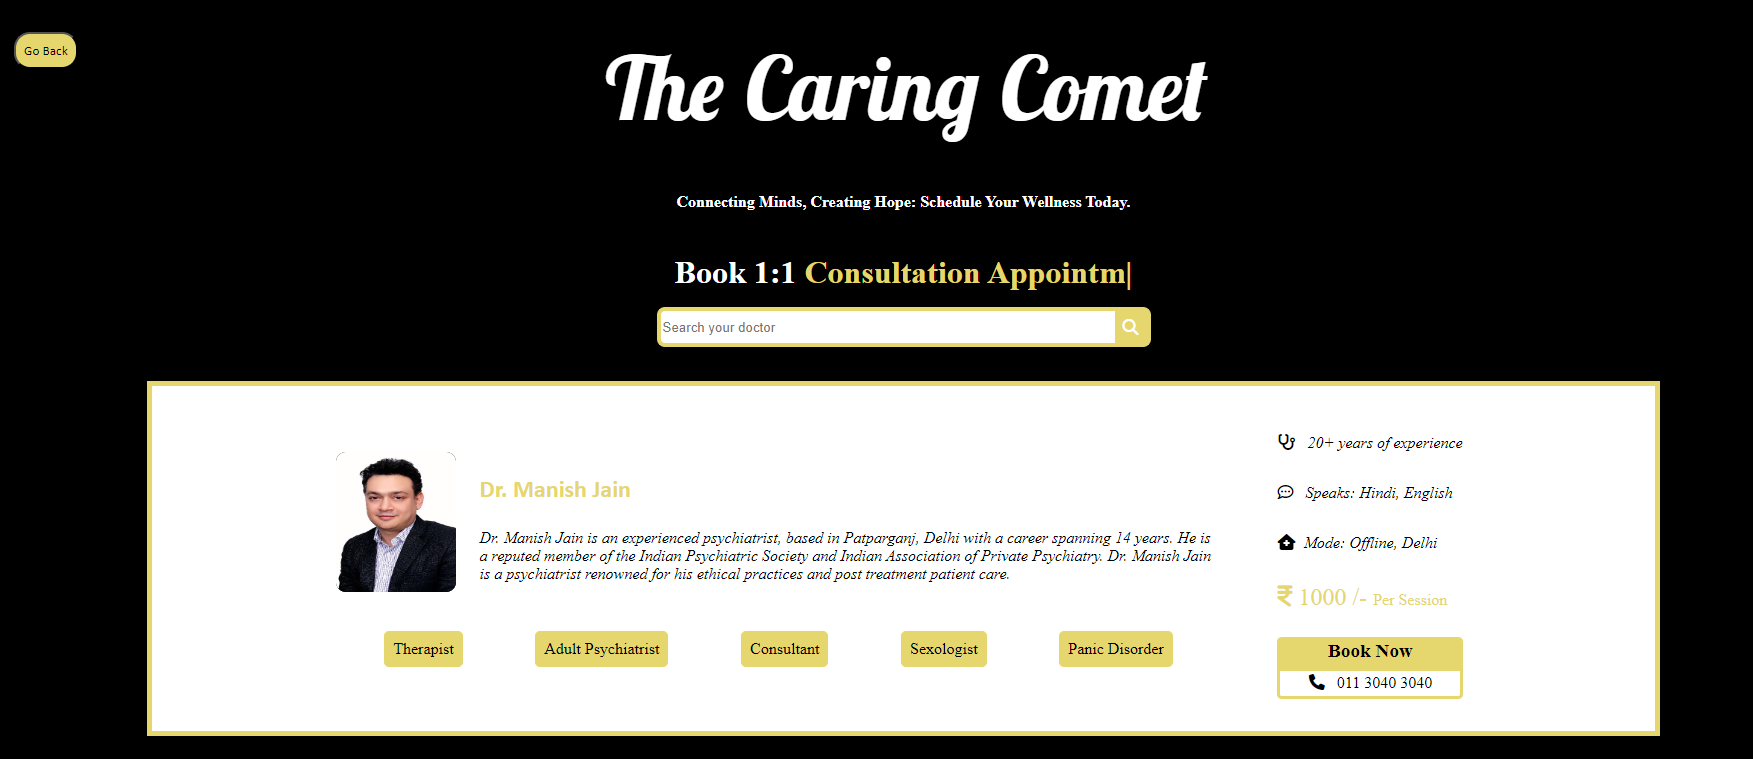 Go Back
The Caring Comet
Connecting Minds, Creating Hope: Schedule Your Wellness Today.
Book 1:1 Consultation Appointm|
Search your doctor
Dr. Manish Jain
Dr. Manish Jain is an experienced psychiatrist, based in Patparganj, Delhi with a career spanning 14 years. He is
a reputed member of the Indian Psychiatric Society and Indian Association of Private Psychiatry. Dr. Manish Jain
is a psychiatrist renowned for his ethical practices and post treatment patient care.
Therapist
Adult Psychiatrist
Consultant
Sexologist
Panic Disorder
20+ years of experience
Speaks: Hindi, English
Mode: Offline, Delhi
₹ 1000 /- Per Session
Book Now
011 3040 3040